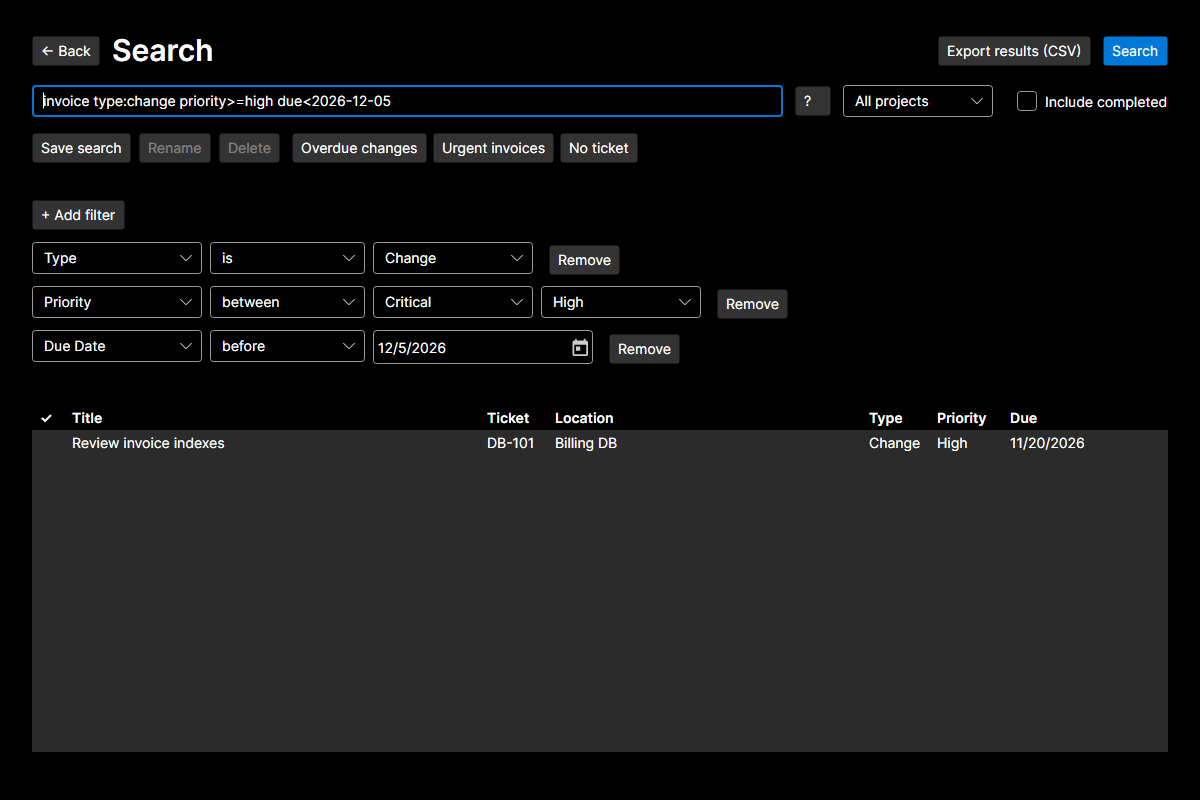 ← Back Search Export results (CSV) Search
invoice type:change priority>=high due<2026-12-05 ? All projects Include completed
Save search Rename Delete Overdue changes Urgent invoices No ticket
+ Add filter
Type is Change Remove
Priority between Critical High Remove
Due Date before 12/5/2026 Remove
✓ Title Ticket Location Type Priority Due
Review invoice indexes DB-101 Billing DB Change High 11/20/2026